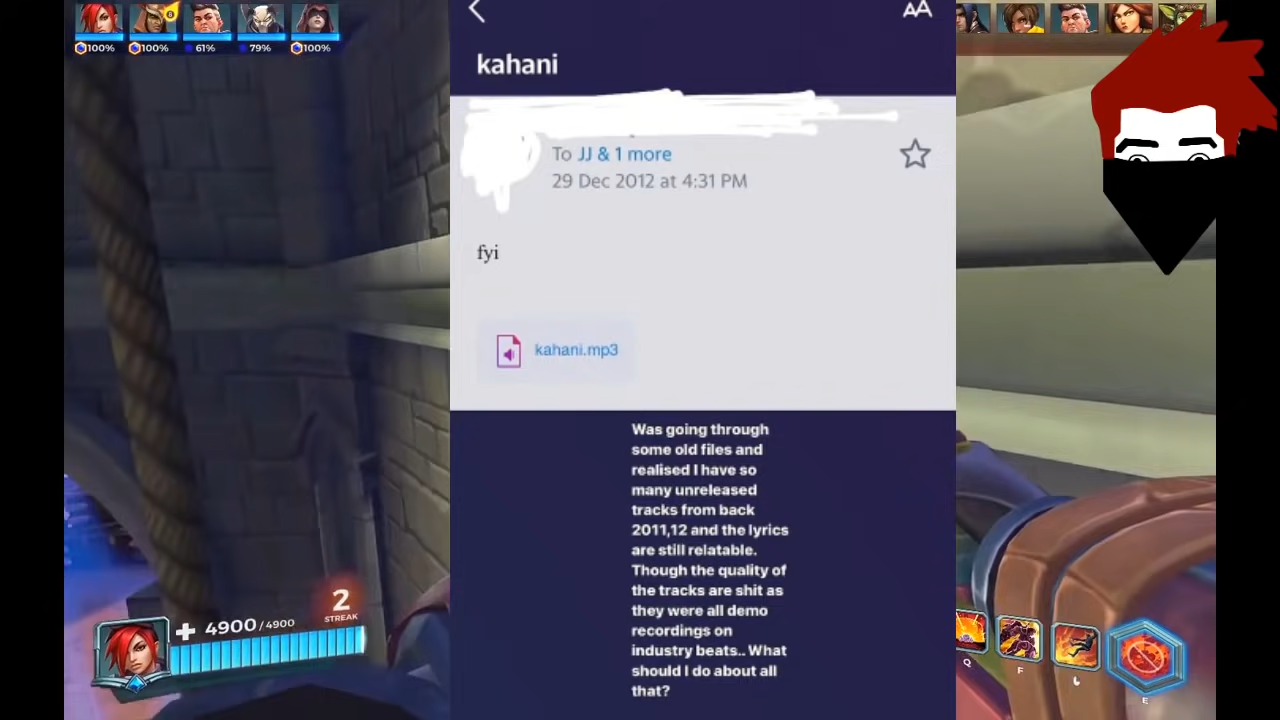 100% 100% 61% 79% 100%
AA
kahani
To JJ & 1 more
29 Dec 2012 at 4:31 PM
fyi
kahani.mp3
Was going through
some old files and
realised I have so
many unreleased
tracks from back
2011,12 and the lyrics
are still relatable.
Though the quality of
the tracks are shit as
they were all demo
recordings on
industry beats.. What
should I do about all
that?
2
STREAK
4900/4900
Q F E